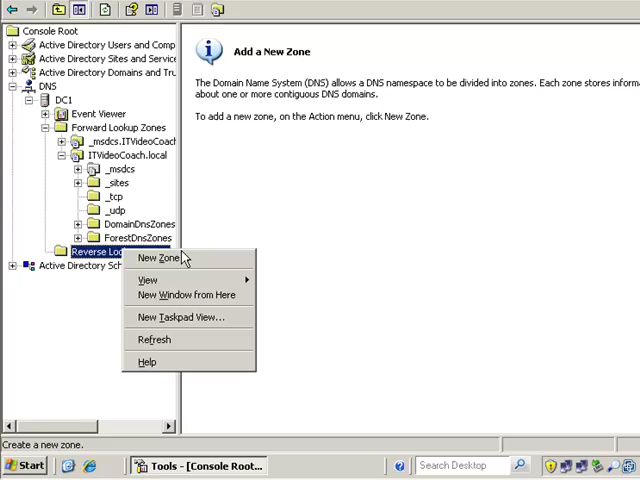 Console Root
Active Directory Users and Comp
Active Directory Sites and Service
Active Directory Domains and Tru
DNS
DC1
Event Viewer
Forward Lookup Zones
_msdcs.ITVideoCoach
ITVideoCoach.local
_msdcs
_sites
_tcp
_udp
DomainDnsZones
ForestDnsZones
Reverse Loo
Active Directory Sch
Add a New Zone
The Domain Name System (DNS) allows a DNS namespace to be divided into zones. Each zone stores informa
about one or more contiguous DNS domains.
To add a new zone, on the Action menu, click New Zone.
New Zone
View
New Window from Here
New Taskpad View...
Refresh
Help
Create a new zone.
Start
Tools - [Console Root...
Search Desktop